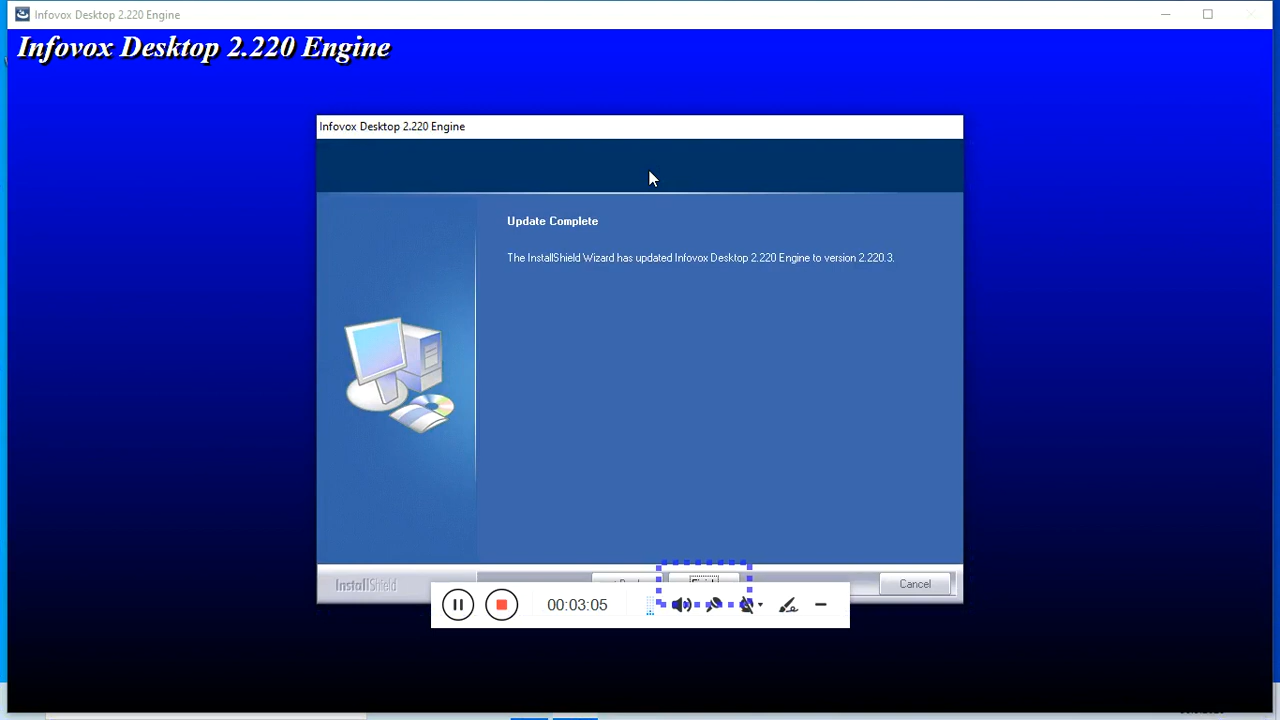 Infovox Desktop 2.220 Engine
Infovox Desktop 2.220 Engine
Infovox Desktop 2.220 Engine
Update Complete
The InstallShield Wizard has updated Infovox Desktop 2.220 Engine to version 2.220.3.
InstallShield
Cancel
00:03:05